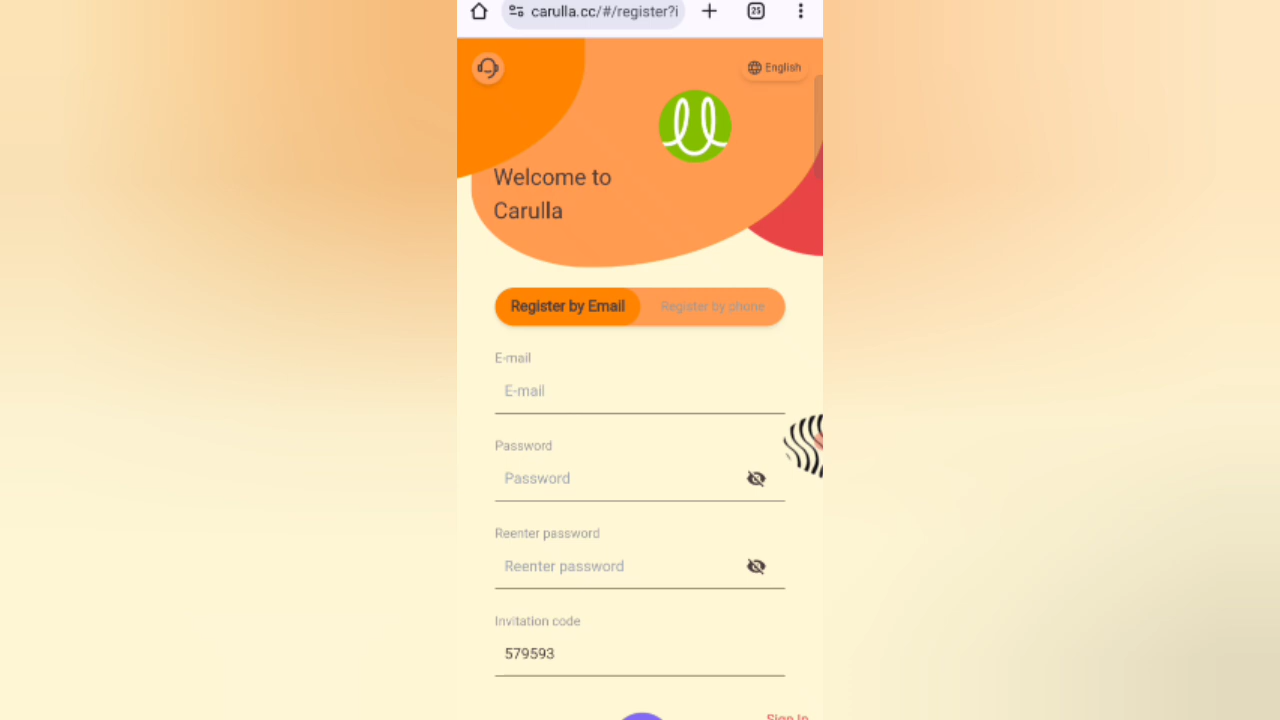 carulla.cc/#/register?i
25
English
Welcome to
Carulla
Register by Email
Register by phone
E-mail
E-mail
Password
Password
Reenter password
Reenter password
Invitation code
579593
Sign In